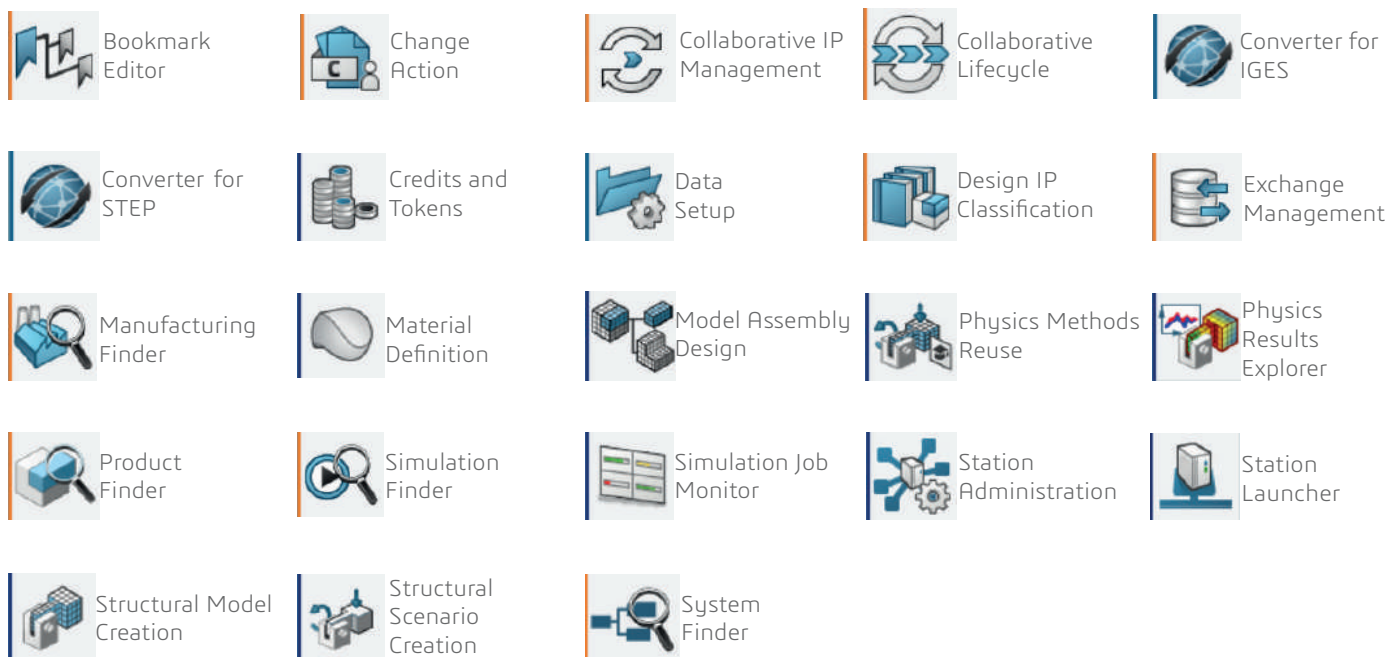 Bookmark
Editor
Change
Action
Collaborative IP
Management
Collaborative
Lifecycle
Converter for
IGES
Converter for
STEP
Credits and
Tokens
Data
Setup
Design IP
Classification
Exchange
Management
Manufacturing
Finder
Material
Definition
Model Assembly
Design
Physics Methods
Reuse
Physics
Results
Explorer
Product
Finder
Simulation
Finder
Simulation Job
Monitor
Station
Administration
Station
Launcher
Structural Model
Creation
Structural
Scenario
Creation
System
Finder
C